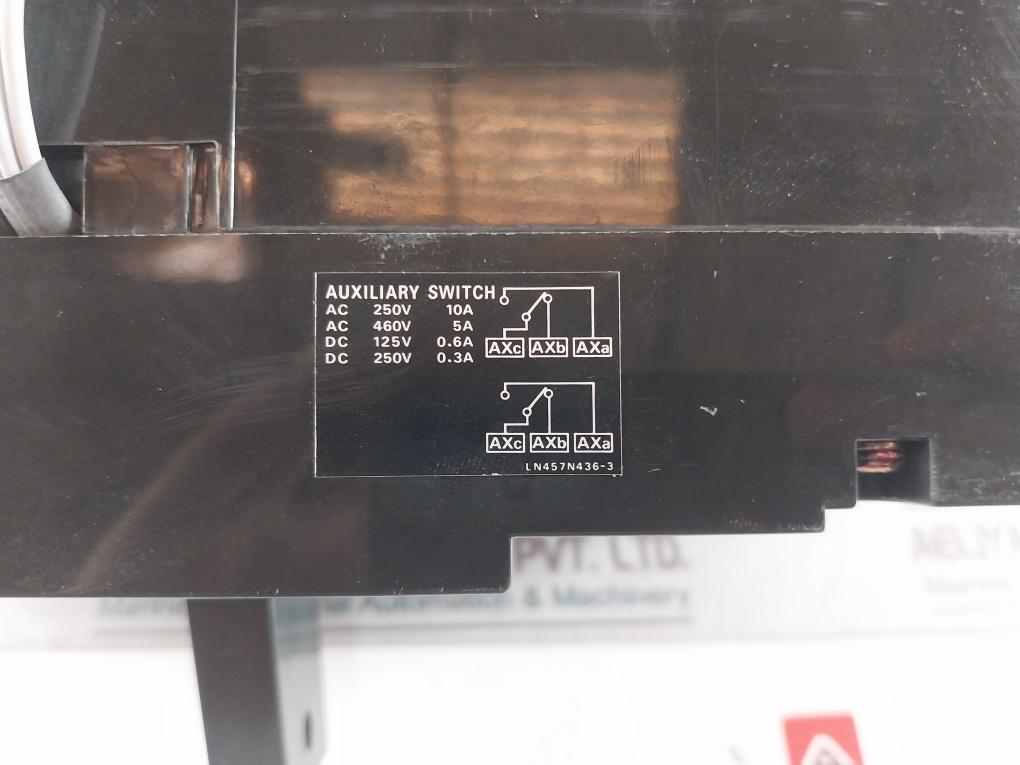 AUXILIARY SWITCH
AC 250V 10A
AC 460V 5A
DC 125V 0.6A
DC 250V 0.3A
AXc AXb AXa
AXc AXb AXa
LN457N436-3
PVT. LTD.
Automation & Machinery